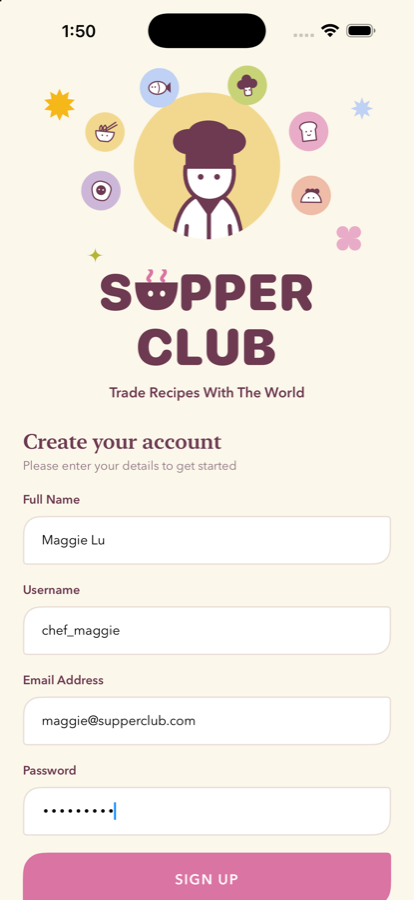 1:50
SUPPER
CLUB
Trade Recipes With The World
Create your account
Please enter your details to get started
Full Name
Maggie Lu
Username
chef_maggie
Email Address
maggie@supperclub.com
Password
•••••••••
SIGN UP